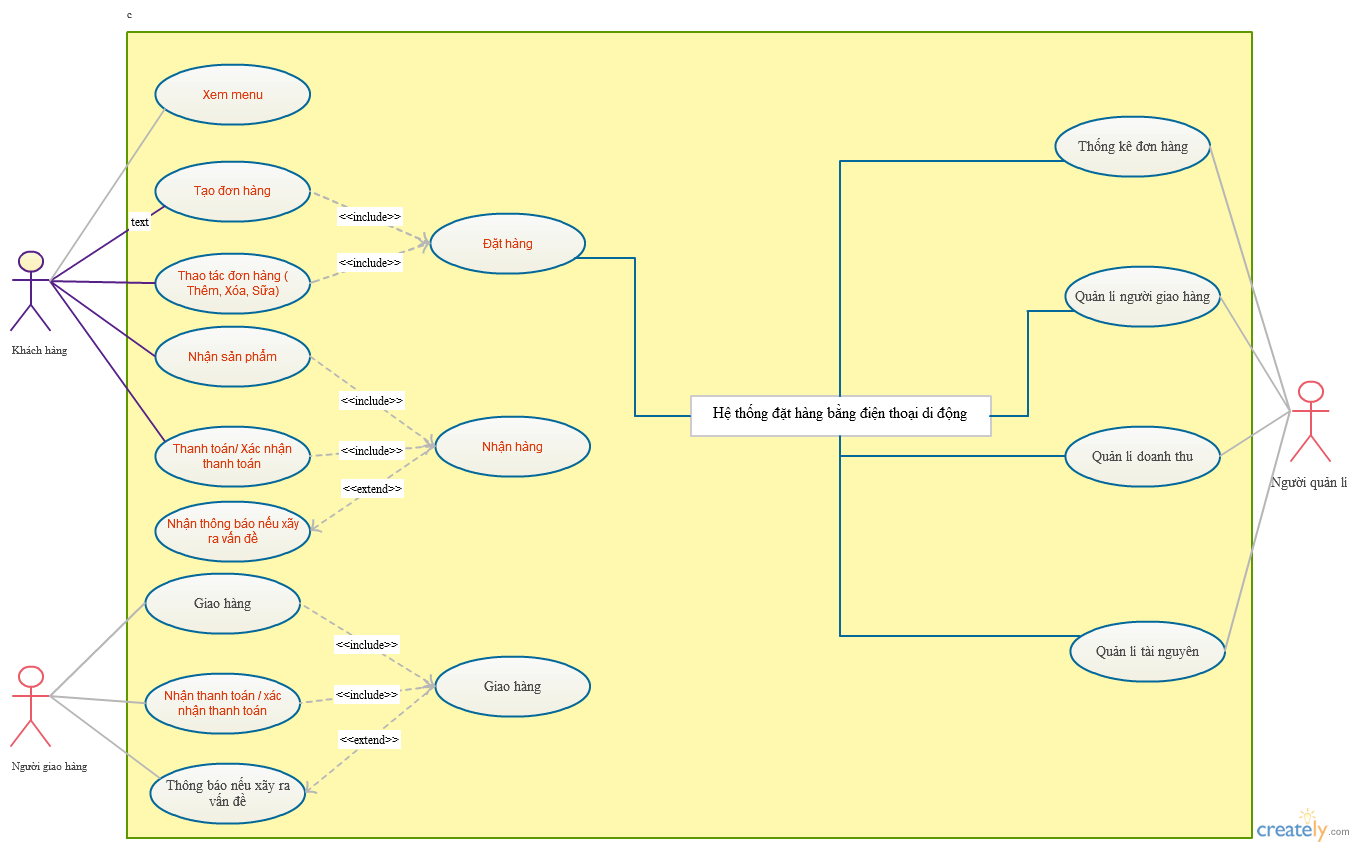 c
Xem menu
Tạo đơn hàng
text
<<include>>
Đặt hàng
<<include>>
Thao tác đơn hàng (
Thêm, Xóa, Sữa)
Khách hàng
Nhận sản phẩm
<<include>>
Thanh toán/ Xác nhận
thanh toán
<<include>>
Nhận hàng
<<extend>>
Nhận thông báo nếu xãy
ra vấn đề
Giao hàng
<<include>>
Nhận thanh toán / xác
nhận thanh toán
<<include>>
Giao hàng
<<extend>>
Người giao hàng
Thông báo nếu xãy ra
vấn đề
Hệ thống đặt hàng bằng điện thoại di động
Thống kê đơn hàng
Quản lí người giao hàng
Quản lí doanh thu
Quản lí tài nguyên
Người quản lí
creately.com